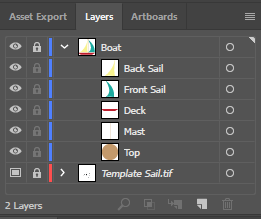 Asset Export Layers Artboards
Boat
Back Sail
Front Sail
Deck
Mast
Top
Template Sail.tif
2 Layers